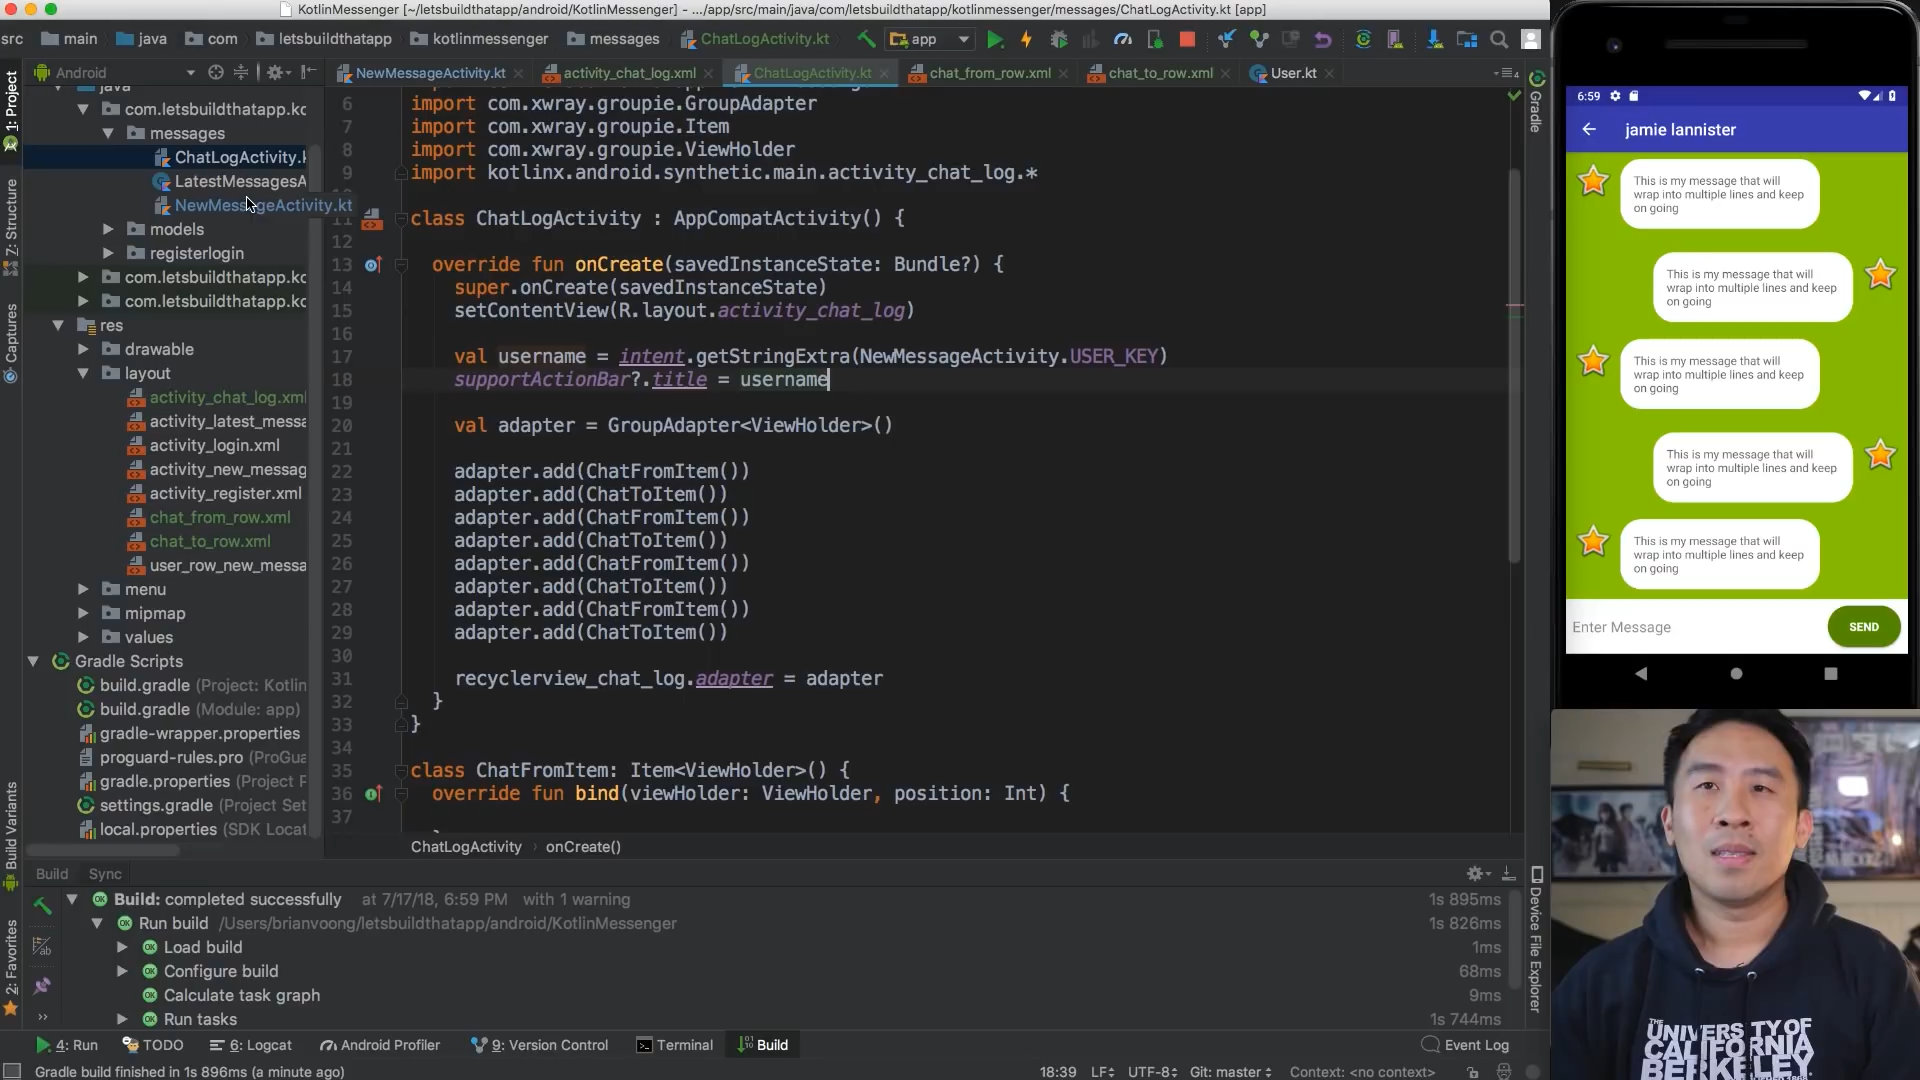 KotlinMessenger [~/letsbuildthatapp/android/KotlinMessenger] - .../app/src/main/java/com/letsbuildthatapp/kotlinmessenger/messages/ChatLogActivity.kt [app]
src main java com letsbuildthatapp kotlinmessenger messages ChatLogActivity.kt app
Android
NewMessageActivity.kt activity_chat_log.xml ChatLogActivity.kt chat_from_row.xml chat_to_row.xml User.kt
1: Project
Z: Structure
Captures
Build Variants
2: Favorites
java
com.letsbuildthatapp.kc
messages
ChatLogActivity.k
LatestMessagesA
NewMessageActivity.kt
models
registerlogin
com.letsbuildthatapp.kc
com.letsbuildthatapp.kc
res
drawable
layout
activity_chat_log.xml
activity_latest_messa
activity_login.xml
activity_new_messag
activity_register.xml
chat_from_row.xml
chat_to_row.xml
user_row_new_messa
menu
mipmap
values
Gradle Scripts
build.gradle (Project: Kotlin
build.gradle (Module: app)
gradle-wrapper.properties
proguard-rules.pro (ProGua
gradle.properties (Project P
settings.gradle (Project Set
local.properties (SDK Locat
6 import com.xwray.groupie.GroupAdapter
7 import com.xwray.groupie.Item
8 import com.xwray.groupie.ViewHolder
9 import kotlinx.android.synthetic.main.activity_chat_log.*
11 class ChatLogActivity : AppCompatActivity() {
12
13 override fun onCreate(savedInstanceState: Bundle?) {
14 super.onCreate(savedInstanceState)
15 setContentView(R.layout.activity_chat_log)
16
17 val username = intent.getStringExtra(NewMessageActivity.USER_KEY)
18 supportActionBar?.title = username
19
20 val adapter = GroupAdapter<ViewHolder>()
21
22 adapter.add(ChatFromItem())
23 adapter.add(ChatToItem())
24 adapter.add(ChatFromItem())
25 adapter.add(ChatToItem())
26 adapter.add(ChatFromItem())
27 adapter.add(ChatToItem())
28 adapter.add(ChatFromItem())
29 adapter.add(ChatToItem())
30
31 recyclerview_chat_log.adapter = adapter
32 }
33 }
34
35 class ChatFromItem: Item<ViewHolder>() {
36 override fun bind(viewHolder: ViewHolder, position: Int) {
37
ChatLogActivity › onCreate()
Gradle
Device File Explorer
Build Sync
Build: completed successfully at 7/17/18, 6:59 PM with 1 warning 1s 895ms
Run build /Users/brianvoong/letsbuildthatapp/android/KotlinMessenger 1s 826ms
Load build 1ms
Configure build 68ms
Calculate task graph 9ms
Run tasks 1s 744ms
4: Run TODO 6: Logcat Android Profiler 9: Version Control Terminal Build Event Log
Gradle build finished in 1s 896ms (a minute ago) 18:39 LF÷ UTF-8÷ Git: master÷ Context: <no context>
6:59
jamie lannister
This is my message that will
wrap into multiple lines and keep
on going
This is my message that will
wrap into multiple lines and keep
on going
This is my message that will
wrap into multiple lines and keep
on going
This is my message that will
wrap into multiple lines and keep
on going
This is my message that will
wrap into multiple lines and keep
on going
Enter Message SEND
THE
UNIVERSITY OF
CALIFORNIA
BERKELEY